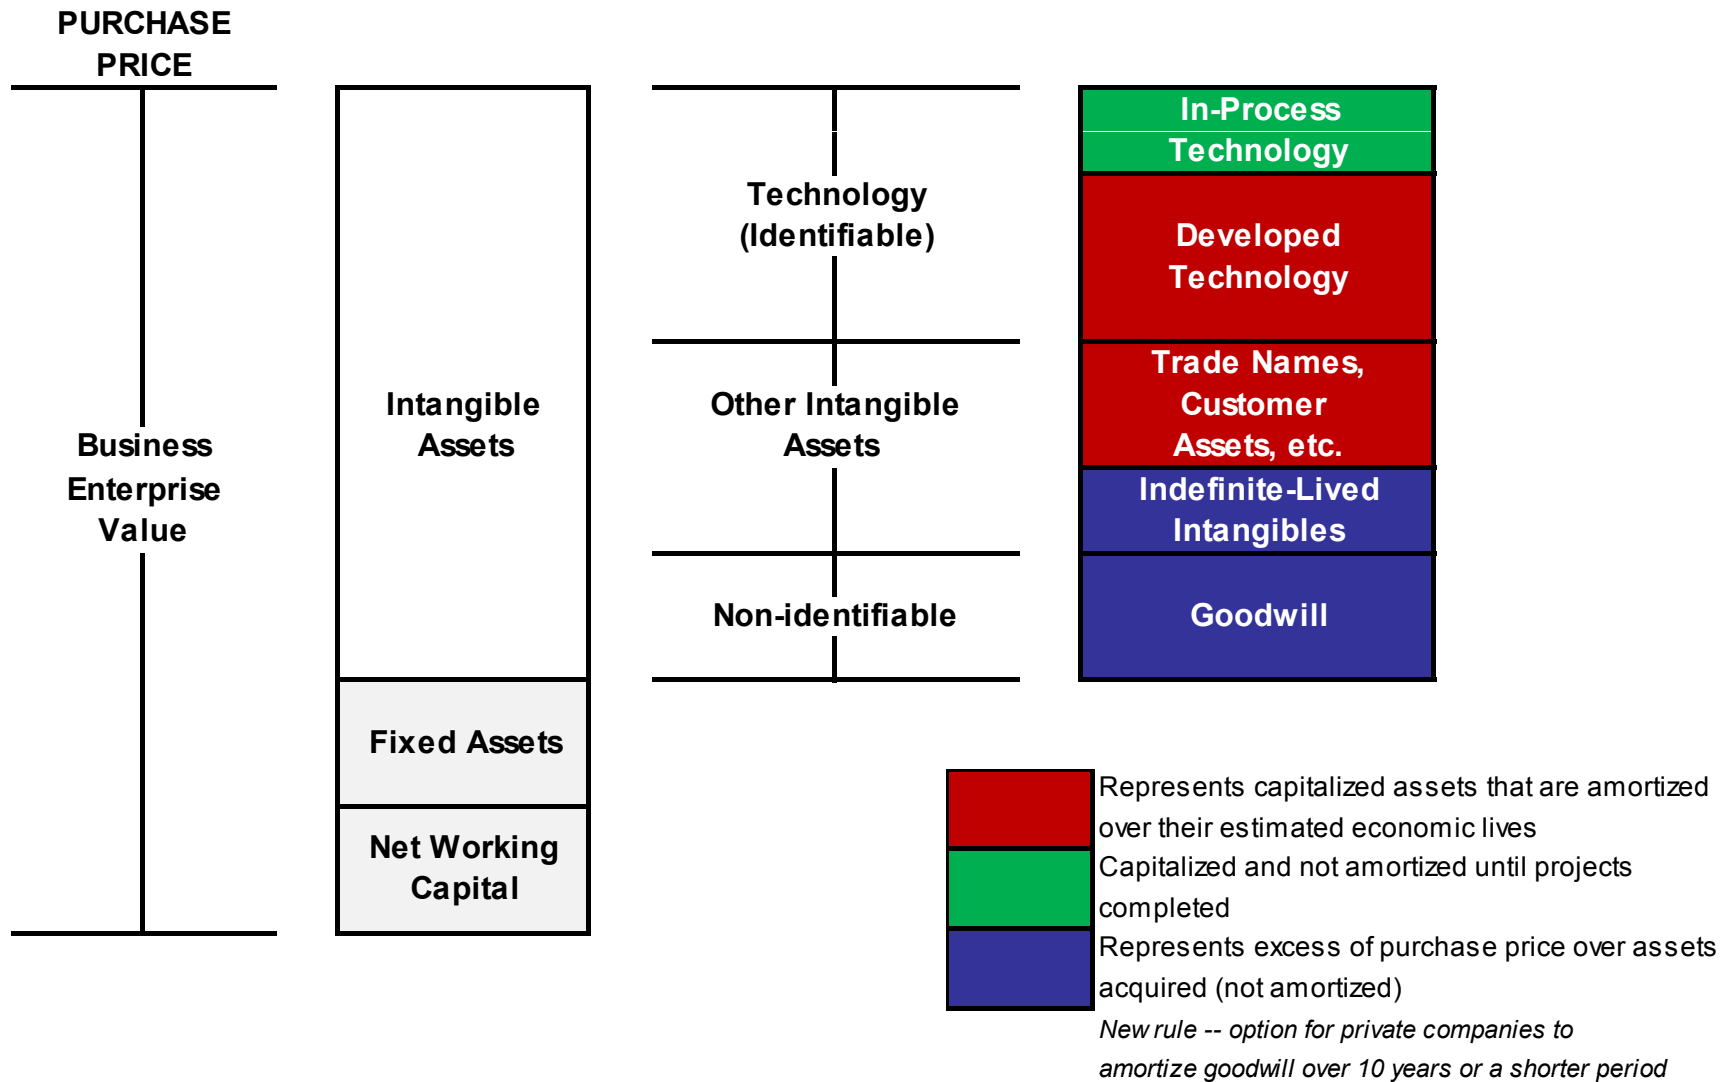 PURCHASE
PRICE
Business
Enterprise
Value
Intangible
Assets
Fixed Assets
Net Working
Capital
Technology
(Identifiable)
Other Intangible
Assets
Non-identifiable
In-Process
Technology
Developed
Technology
Trade Names,
Customer
Assets, etc.
Indefinite-Lived
Intangibles
Goodwill
Represents capitalized assets that are amortized
over their estimated economic lives
Capitalized and not amortized until projects
completed
Represents excess of purchase price over assets
acquired (not amortized)
New rule -- option for private companies to
amortize goodwill over 10 years or a shorter period